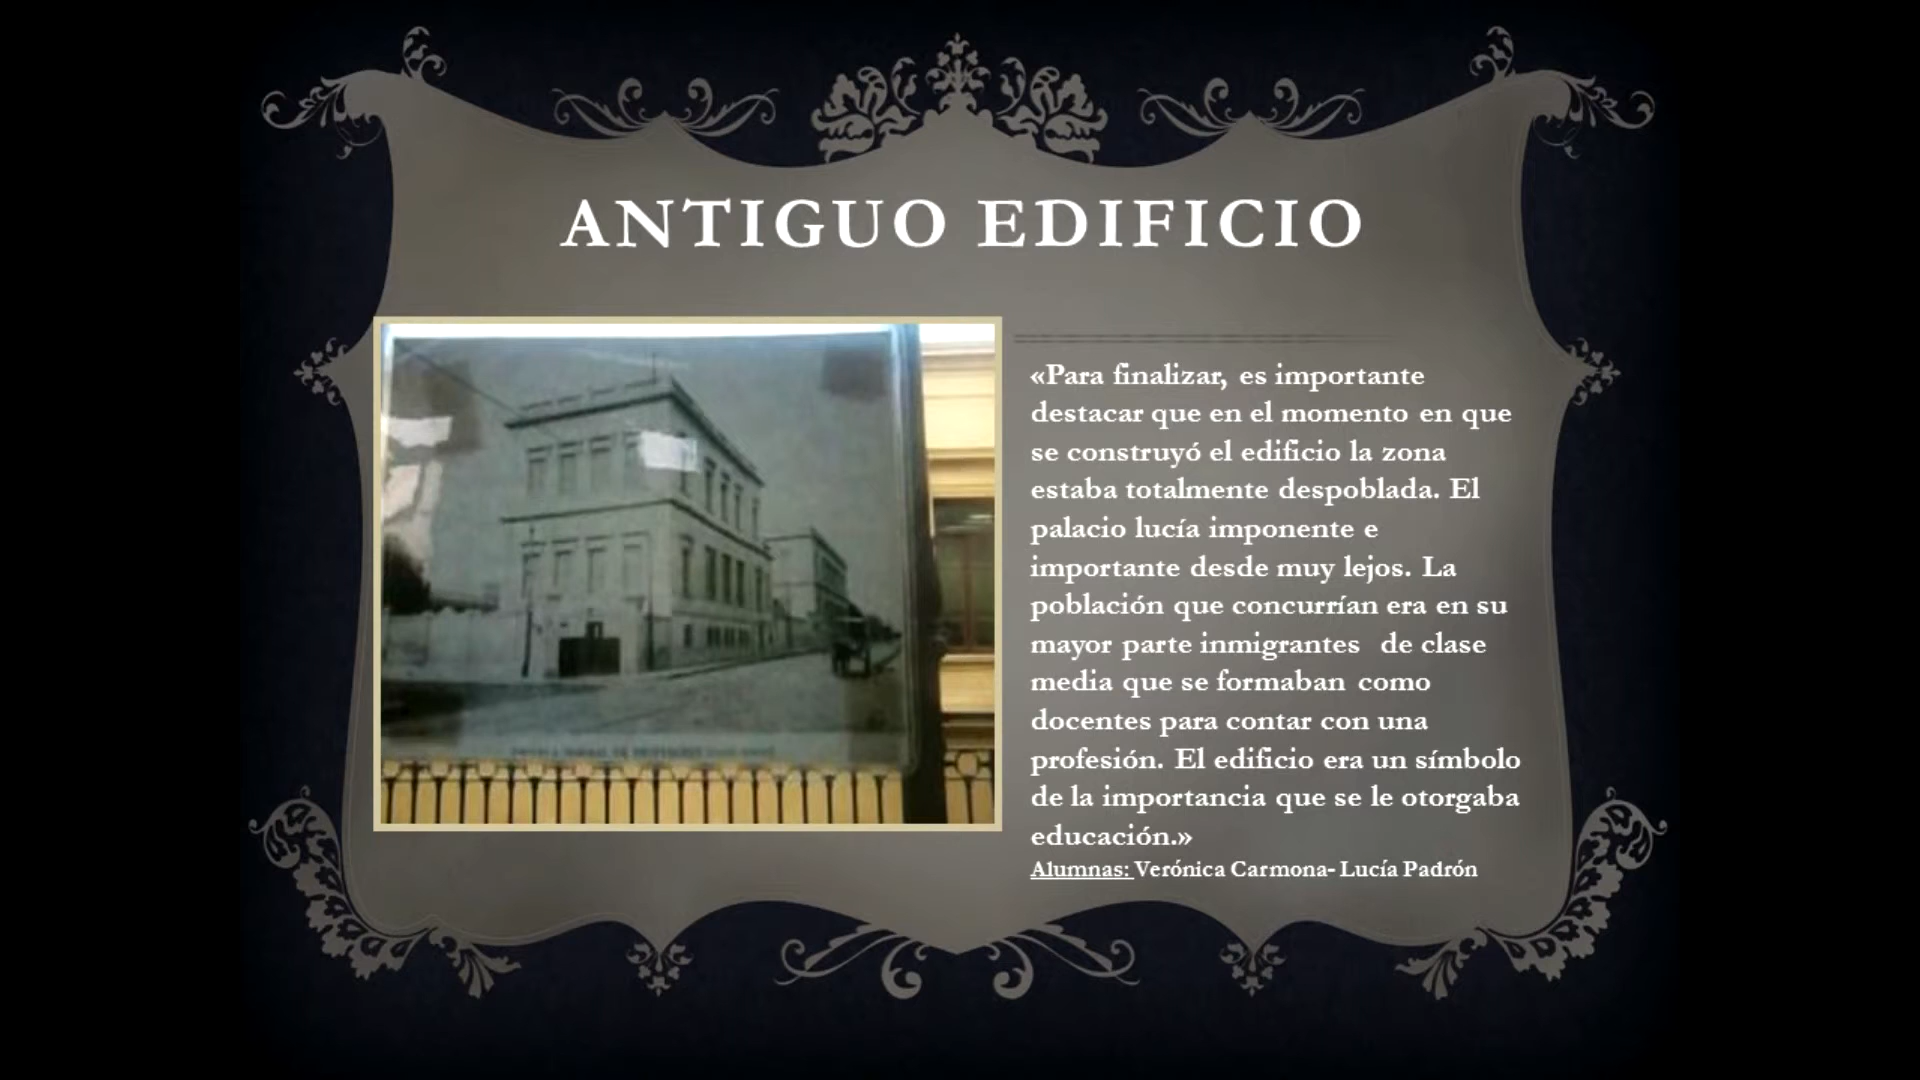 ANTIGUO EDIFICIO
«Para finalizar, es importante
destacar que en el momento en que
se construyó el edificio la zona
estaba totalmente despoblada. El
palacio lucía imponente e
importante desde muy lejos. La
población que concurrían era en su
mayor parte inmigrantes de clase
media que se formaban como
docentes para contar con una
profesión. El edificio era un símbolo
de la importancia que se le otorgaba
educación.»
Alumnas: Verónica Carmona- Lucía Padrón